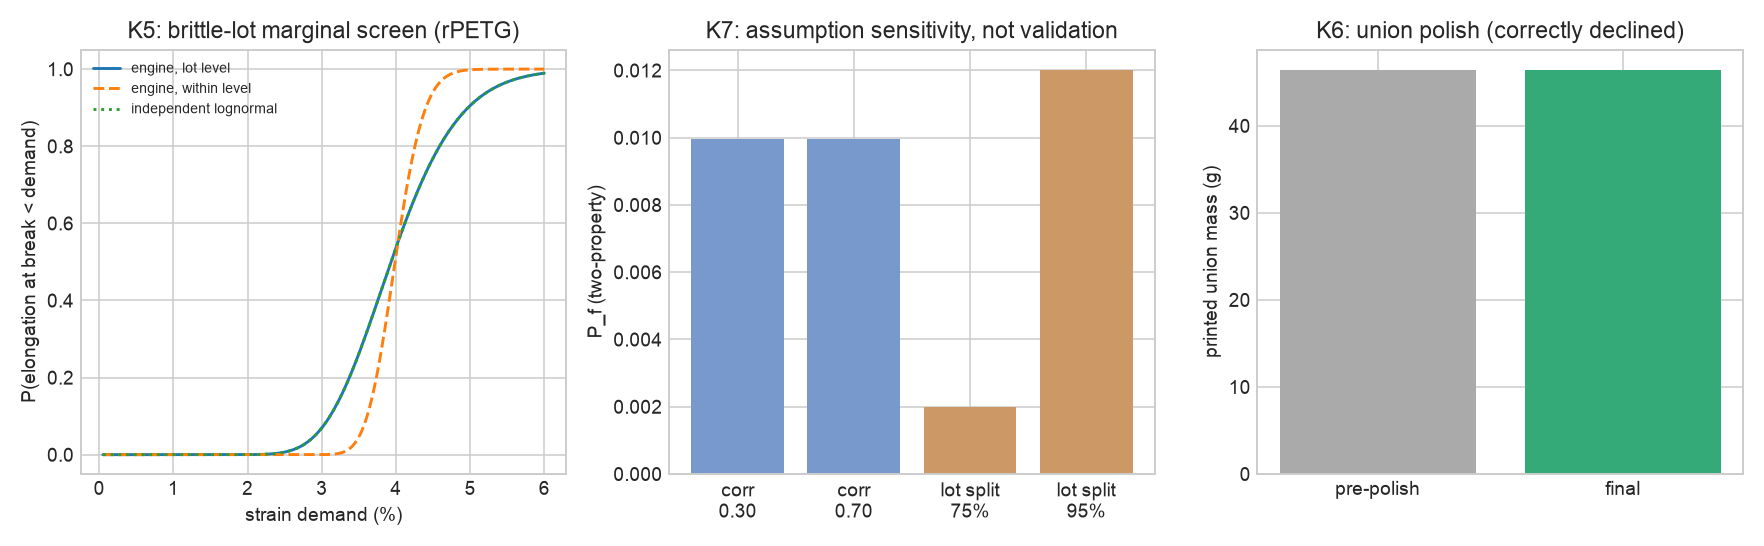 K5: brittle-lot marginal screen (rPETG)
engine, lot level
engine, within level
independent lognormal
P(elongation at break < demand)
1.0
0.8
0.6
0.4
0.2
0.0
0 1 2 3 4 5 6
strain demand (%)
K7: assumption sensitivity, not validation
P_f (two-property)
0.012
0.010
0.008
0.006
0.004
0.002
0.000
corr 0.30
corr 0.70
lot split 75%
lot split 95%
K6: union polish (correctly declined)
printed union mass (g)
40
30
20
10
0
pre-polish
final